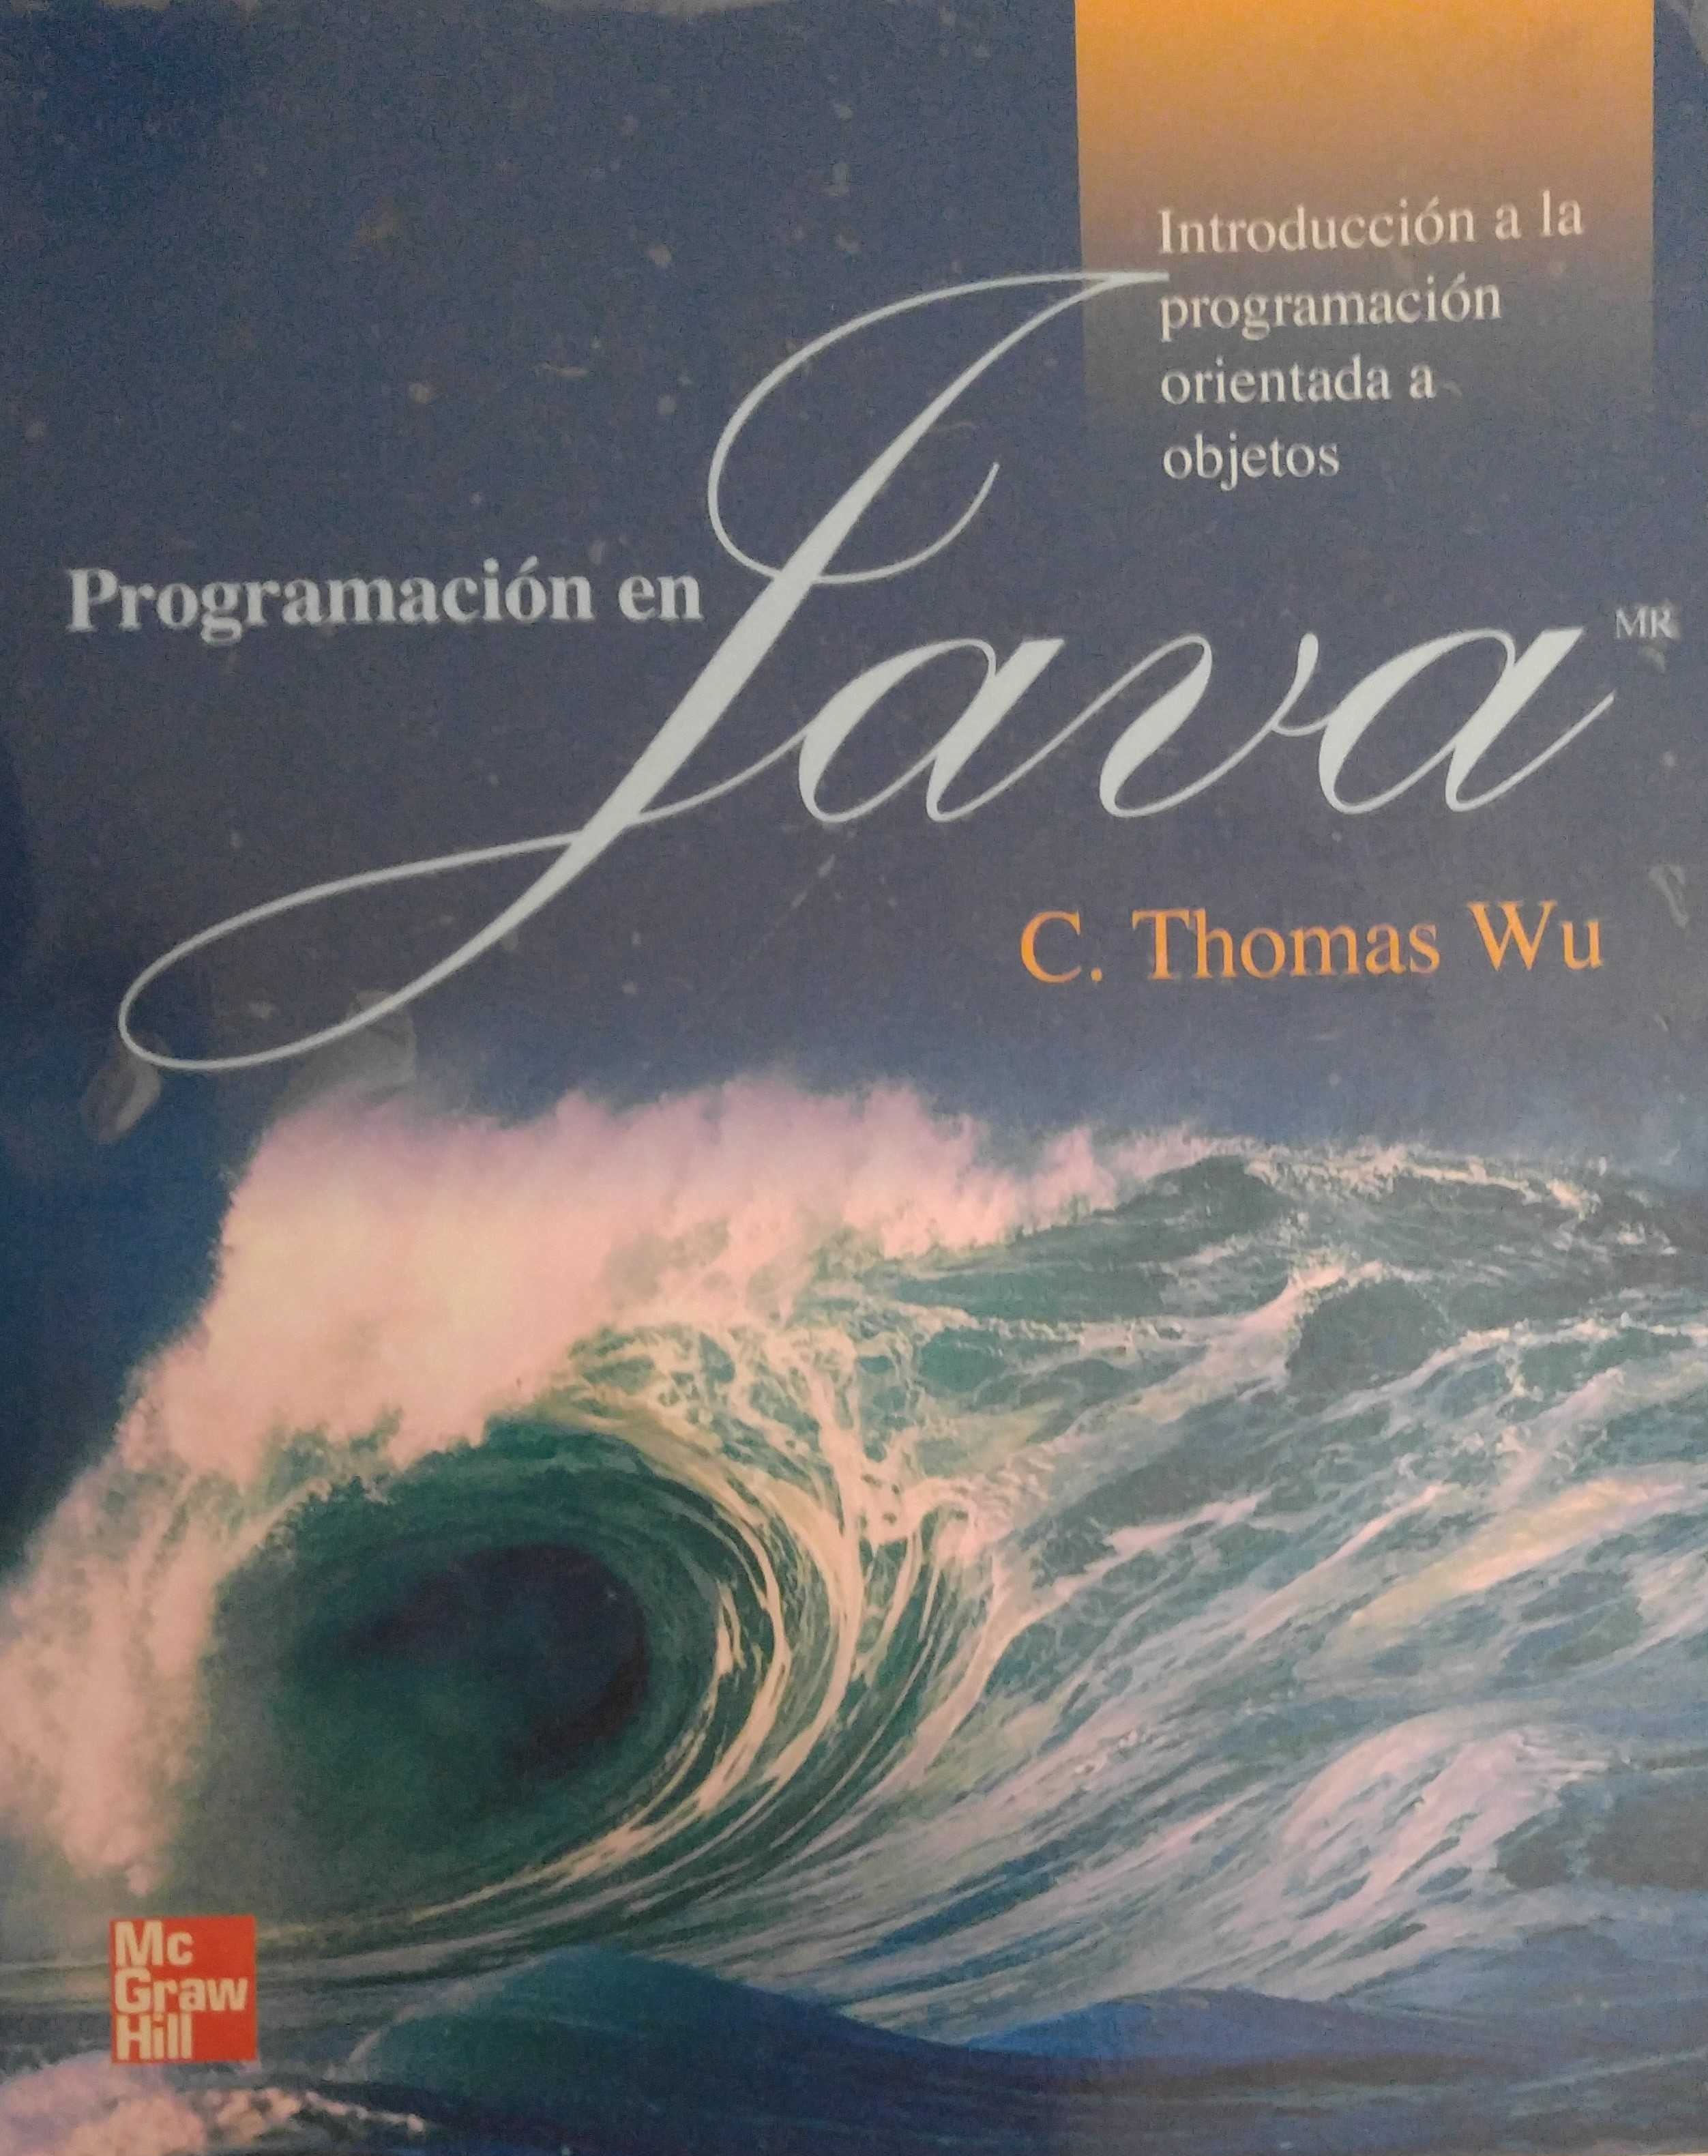 Introducción a la
programación
orientada a
objetos
Programación en
Java MR
C. Thomas Wu
Mc
Graw
Hill